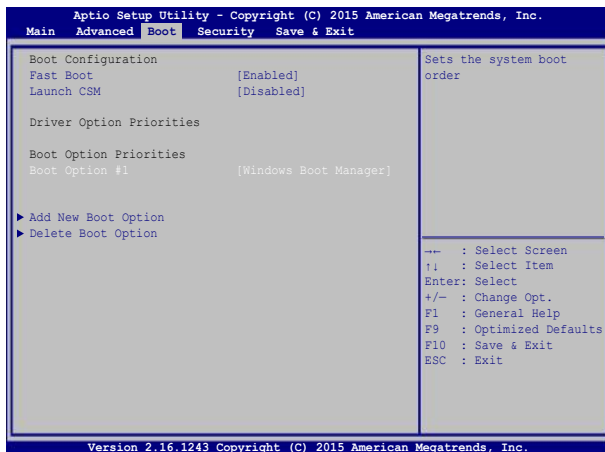 Aptio Setup Utility - Copyright (C) 2015 American Megatrends, Inc.
Main Advanced Boot Security Save & Exit
Boot Configuration
Fast Boot [Enabled]
Launch CSM [Disabled]
Driver Option Priorities
Boot Option Priorities
Boot Option #1 [Windows Boot Manager]
Add New Boot Option
Delete Boot Option
Sets the system boot
order
→← : Select Screen
↑↓ : Select Item
Enter: Select
+/— : Change Opt.
F1 : General Help
F9 : Optimized Defaults
F10 : Save & Exit
ESC : Exit
Version 2.16.1243 Copyright (C) 2015 American Megatrends, Inc.